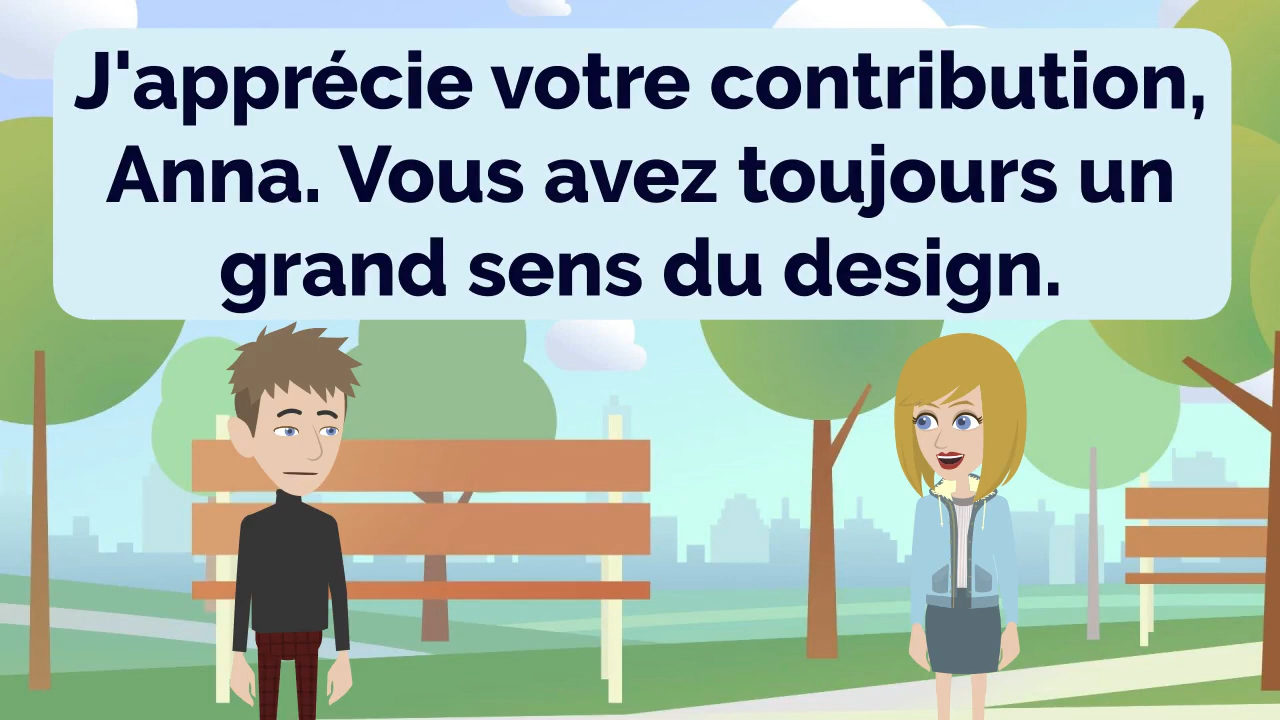 J'apprécie votre contribution,
Anna. Vous avez toujours un
grand sens du design.